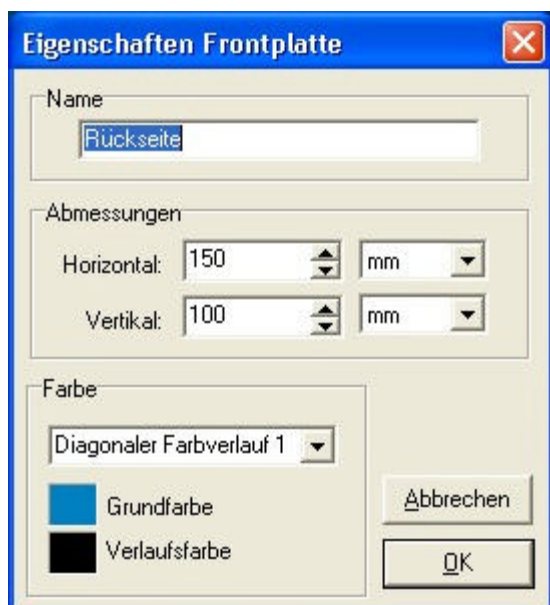 Eigenschaften Frontplatte
Name
Rückseite
Abmessungen
Horizontal: 150 mm
Vertikal: 100 mm
Farbe
Diagonaler Farbverlauf 1
Grundfarbe
Verlaufsfarbe
Abbrechen
OK